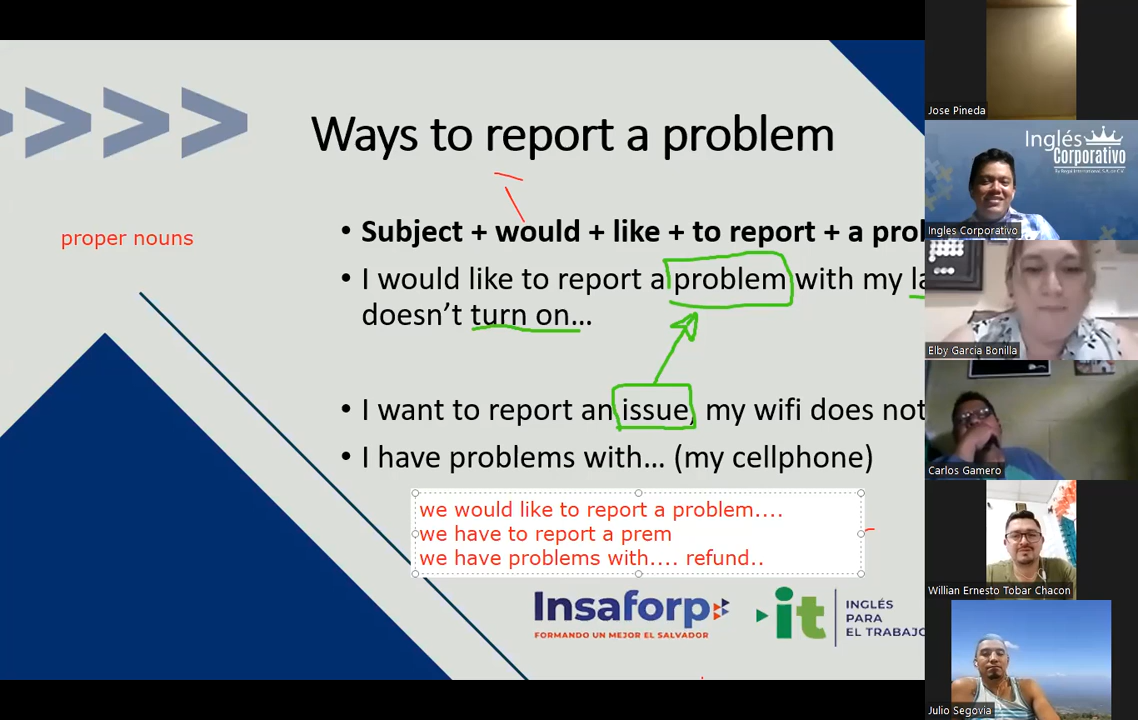 Ways to report a problem
proper nouns
• Subject + would + like + to report + a
• I would like to report a problem with my
doesn't turn on...
• I want to report an issue, my wifi does not
• I have problems with... (my cellphone)
we would like to report a problem....
we have to report a prem
we have problems with.... refund..
Insaforp
FORMANDO UN MEJOR EL SALVADOR
it
INGLÉS
PARA
EL TRABAJO
Jose Pineda
Inglés
Corporativo
Ingles Corporativo
Elby Garcia Bonilla
Carlos Gamero
Willian Ernesto Tobar Chacon
Julio Segovia